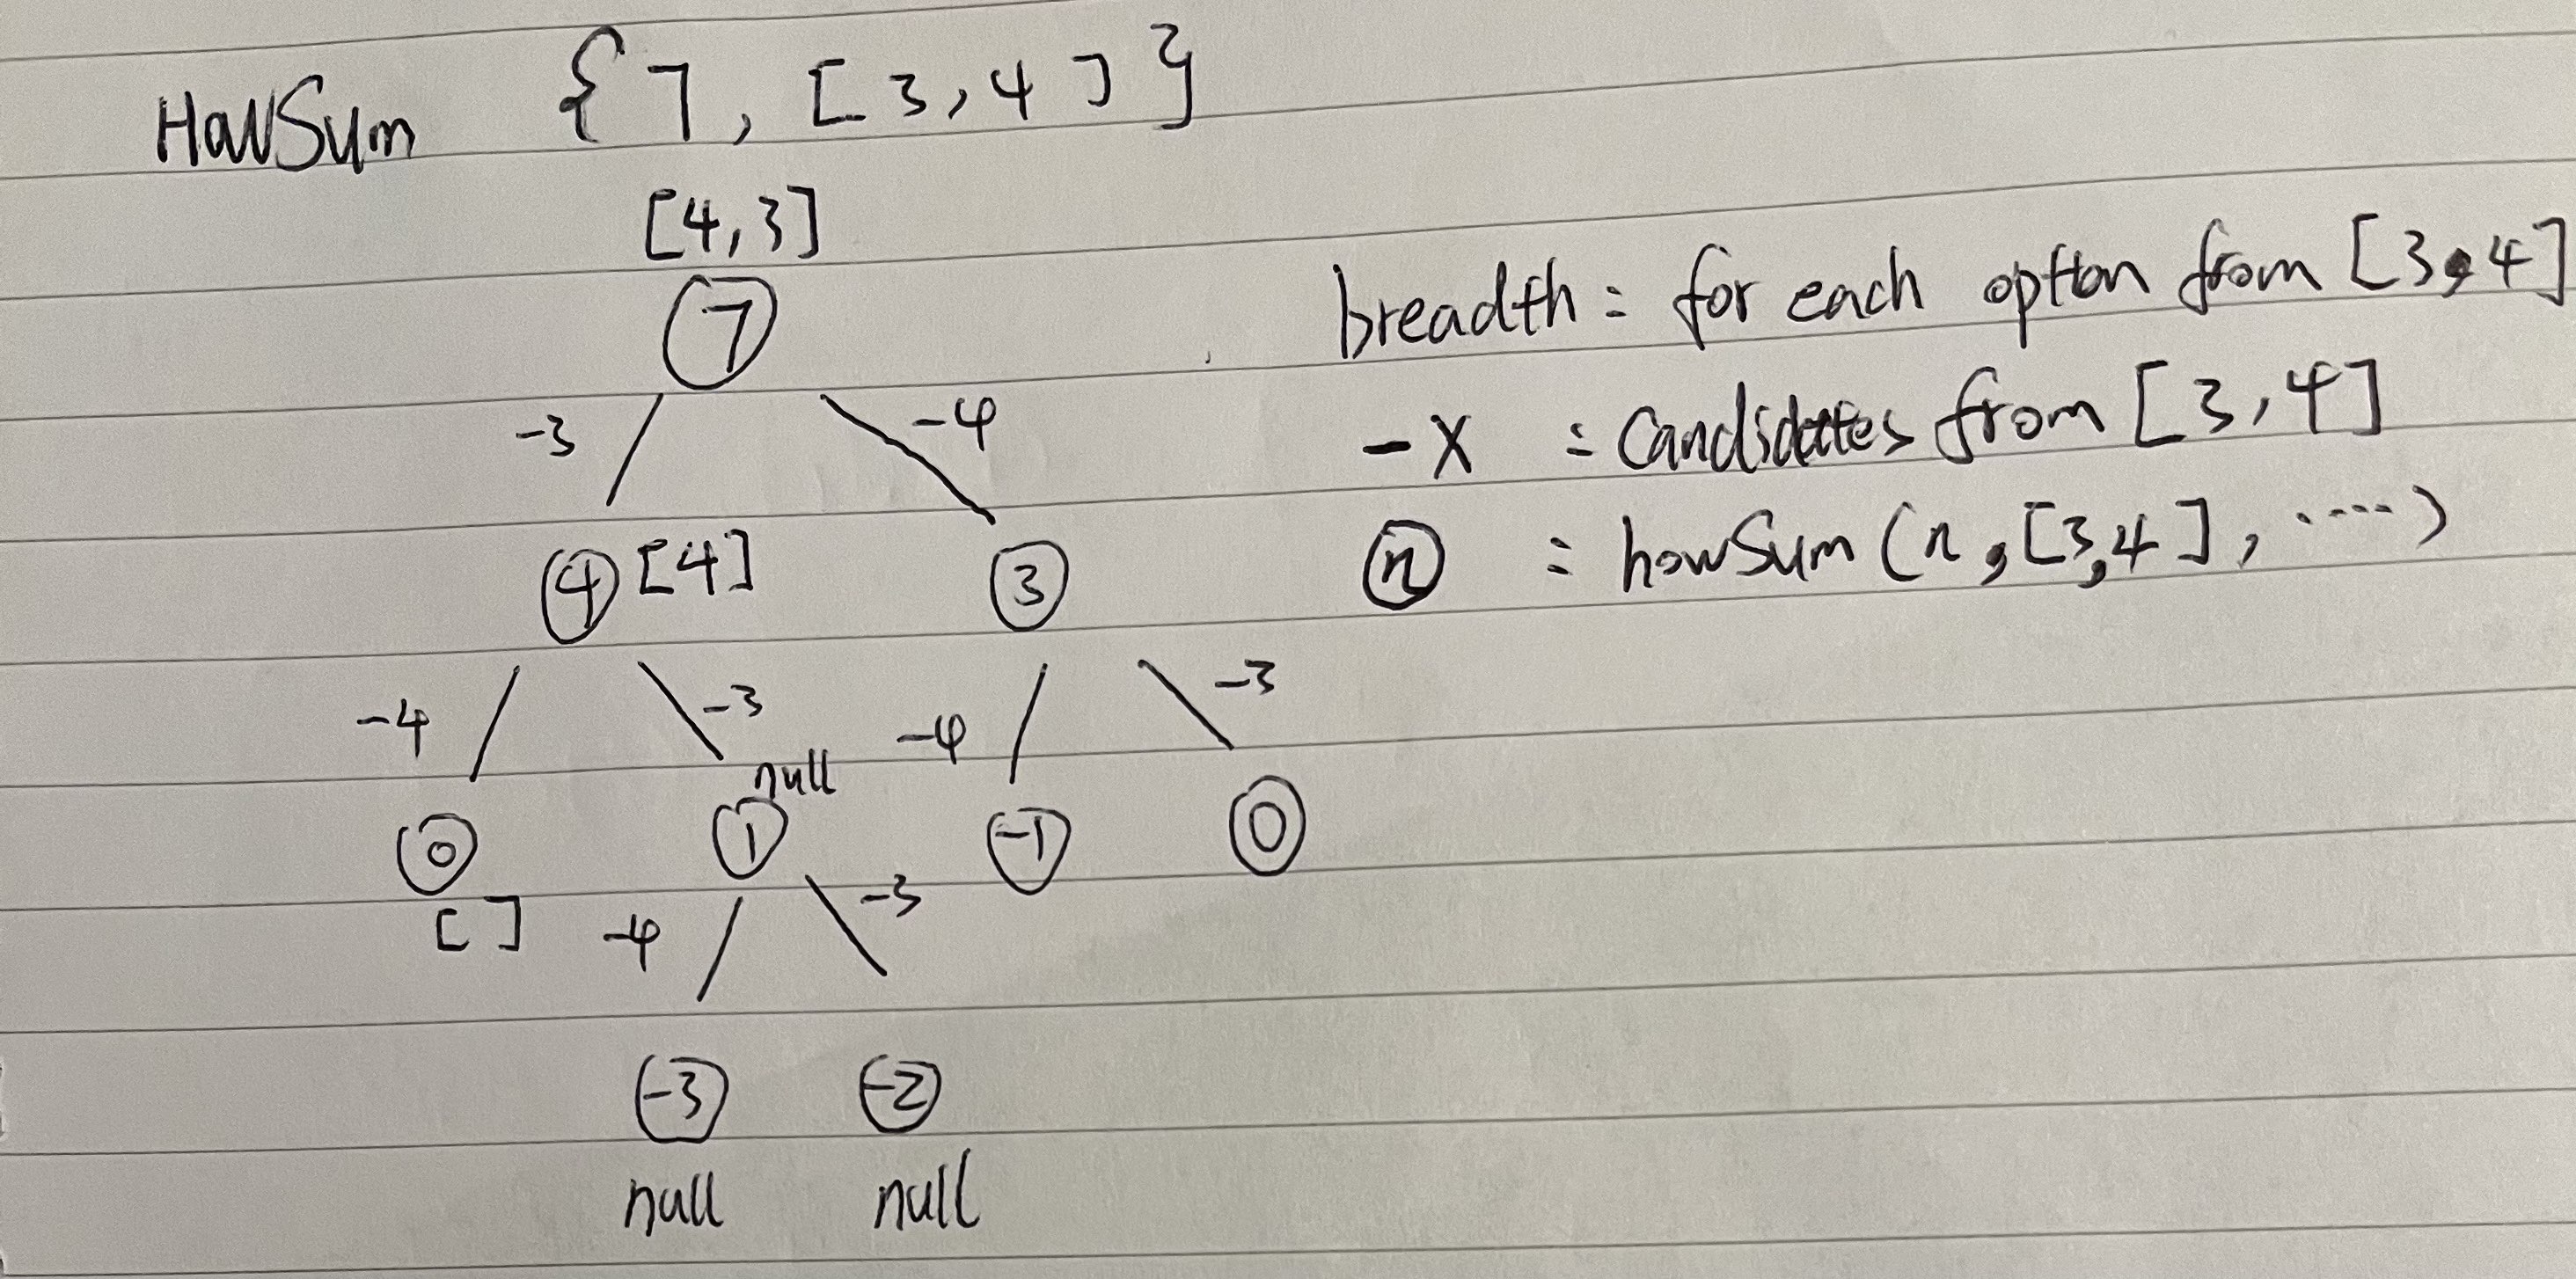 HowSum {7, [3,4]}
[4,3]
7
breadth = for each option from [3,4]
-3 -4
-x = candidates from [3,4]
4 [4] 3
n = howSum(n,[3,4], .....)
-4 -3 -4 -3
null
0 1 -1 0
[ ] -4 -3
-3 -2
null null